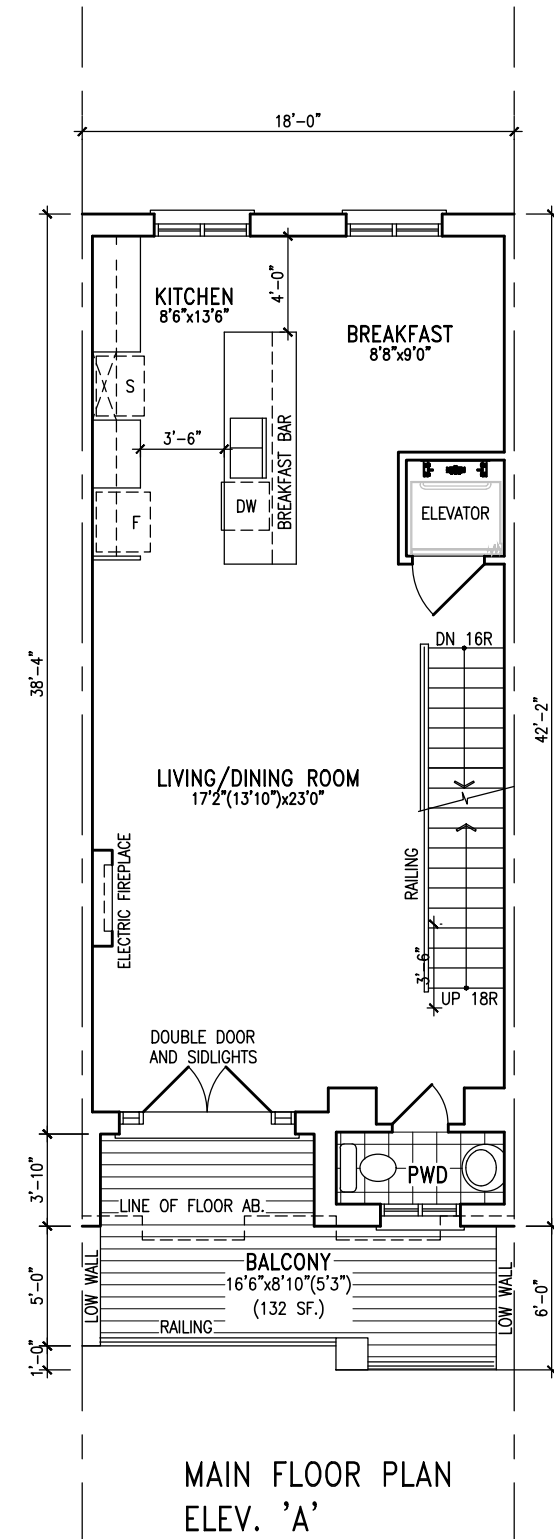 18'-0"
KITCHEN
8'6"x13'6"
4'-0"
BREAKFAST
8'8"x9'0"
S
3'-6"
BREAKFAST BAR
DW
F
ELEVATOR
DN 16R
38'-4"
42'-2"
LIVING/DINING ROOM
17'2"(13'10")x23'0"
RAILING
ELECTRIC FIREPLACE
3'-6"
UP 18R
DOUBLE DOOR
AND SIDLIGHTS
3'-10"
PWD
LINE OF FLOOR AB.
BALCONY
16'6"x8'10"(5'3")
(132 SF.)
5'-0"
LOW WALL
LOW WALL
6'-0"
RAILING
1'-0"
MAIN FLOOR PLAN
ELEV. 'A'